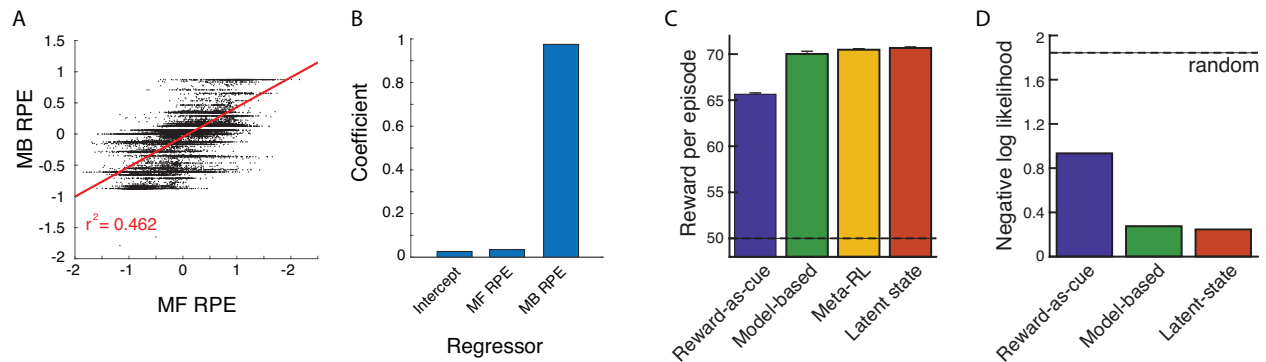 A
MB RPE
1.5
1
0.5
0
-0.5
-1
-1.5
-2
r² = 0.462
-2
-1
0
1
-2
MF RPE
B
Coefficient
1
0.8
0.6
0.4
0.2
0
Intercept
MF RPE
MB RPE
Regressor
C
Reward per episode
70
65
60
55
50
Reward-as-cue
Model-based
Meta-RL
Latent state
D
Negative log likelihood
2
1.6
1.2
0.8
0.4
0
random
Reward-as-cue
Model-based
Latent-state